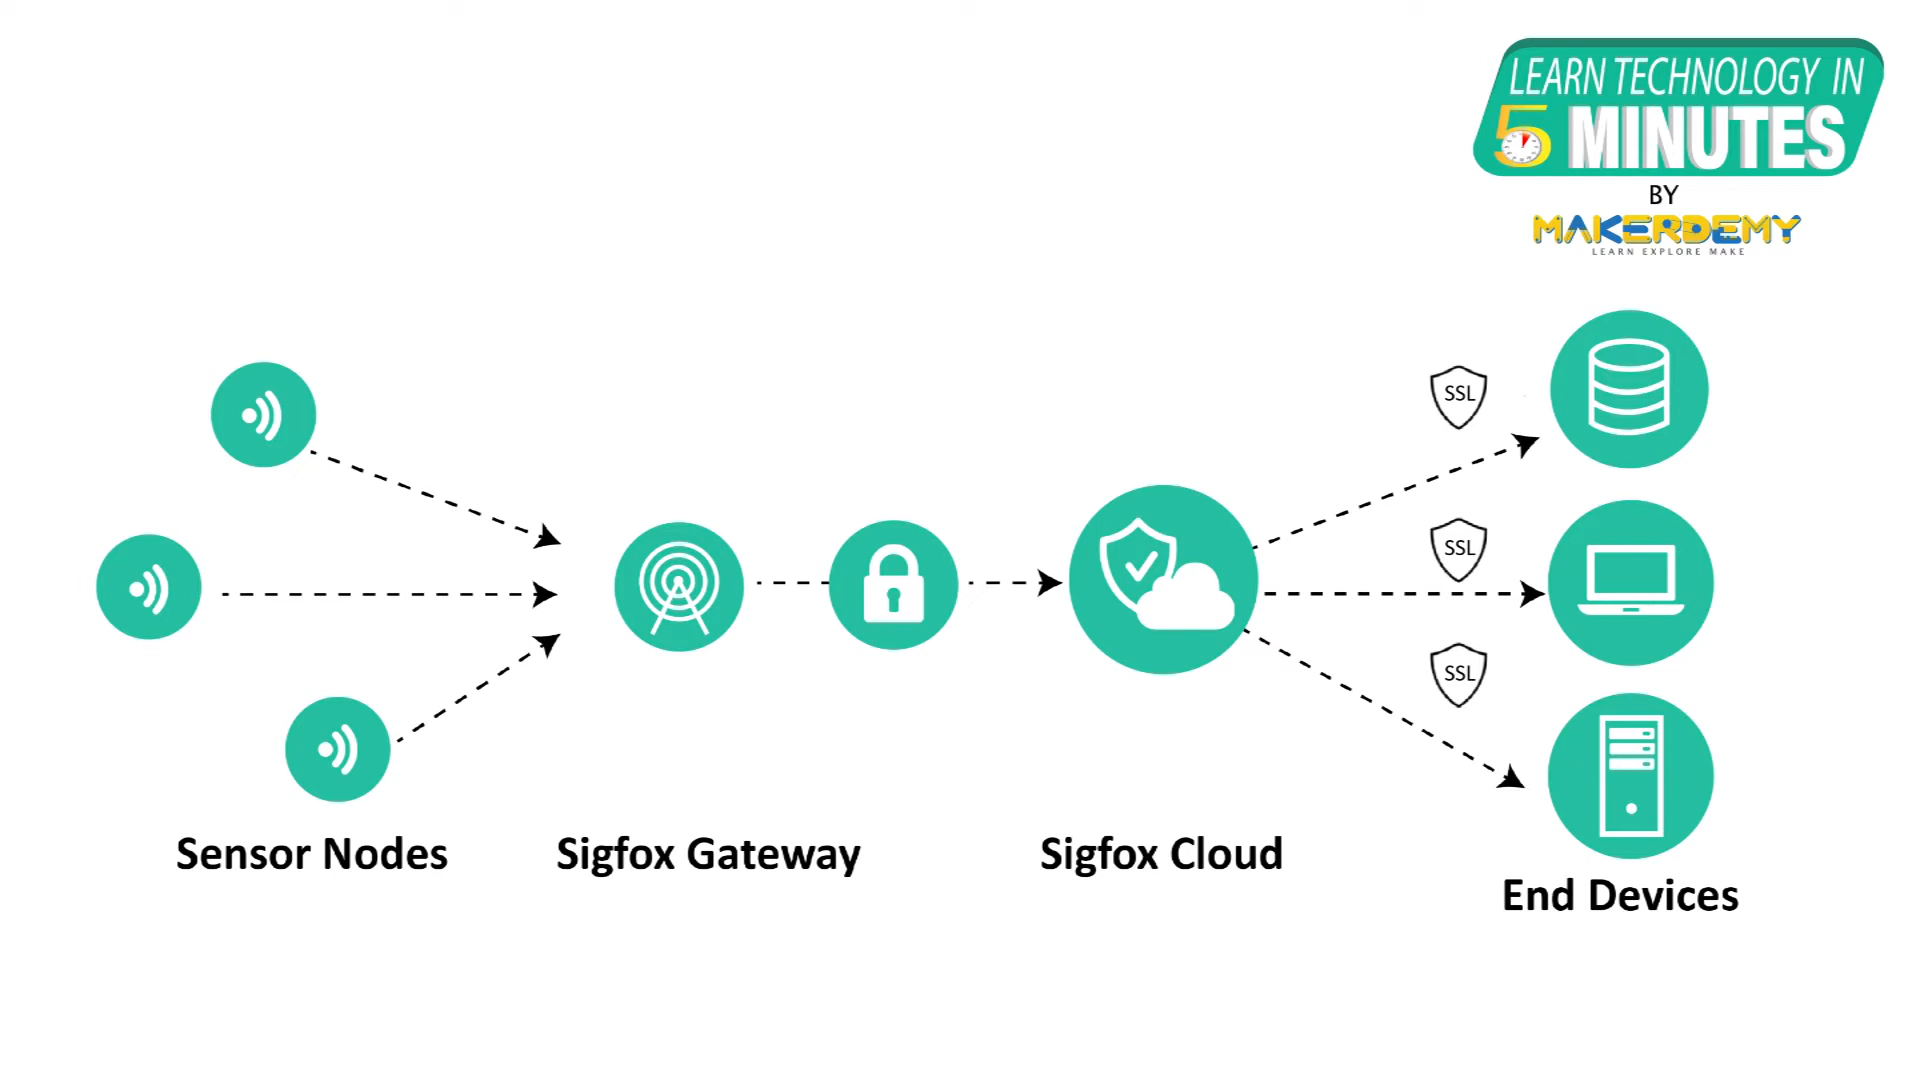 LEARN TECHNOLOGY IN
5 MINUTES
BY
MAKERDEMY
LEARN EXPLORE MAKE
SSL
SSL
SSL
Sensor Nodes
Sigfox Gateway
Sigfox Cloud
End Devices